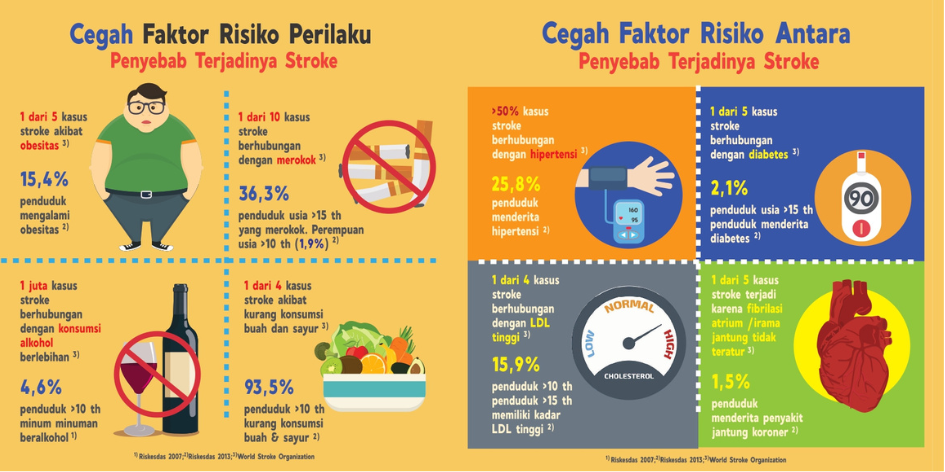 Cegah Faktor Risiko Perilaku
Penyebab Terjadinya Stroke
1 dari 5 kasus
stroke akibat
obesitas 3)
15,4%
penduduk
mengalami
obesitas 2)
1 dari 10 kasus
stroke
berhubungan
dengan merokok 3)
36,3%
penduduk usia >15 th
yang merokok. Perempuan
usia >10 th (1,9%) 2)
1 juta kasus
stroke
berhubungan
dengan konsumsi
alkohol
berlebihan 3)
4,6%
penduduk >10 th
minum minuman
beralkohol 1)
1 dari 4 kasus
stroke akibat
kurang konsumsi
buah dan sayur 3)
93,5%
penduduk >10 th
kurang konsumsi
buah & sayur 2)
1) Riskesdas 2007;2)Riskesdas 2013;2)World Stroke Organization
Cegah Faktor Risiko Antara
Penyebab Terjadinya Stroke
>50% kasus
stroke
berhubungan
dengan hipertensi 3)
25,8%
penduduk
menderita
hipertensi 2)
160
95
1 dari 5 kasus
stroke
berhubungan
dengan diabetes 3)
2,1%
penduduk usia >15 th
penduduk menderita
diabetes 2)
90
1 dari 4 kasus
stroke
berhubungan
dengan LDL
tinggi 3)
15,9%
penduduk >10 th
penduduk >15 th
memiliki kadar
LDL tinggi 2)
LOW
NORMAL
HIGH
CHOLESTEROL
1 dari 5 kasus
stroke terjadi
karena fibrilasi
atrium /irama
jantung tidak
teratur 3)
1,5%
penduduk
menderita penyakit
jantung koroner 2)
1) Riskesdas 2007;2)Riskesdas 2013;3)World Stroke Organization